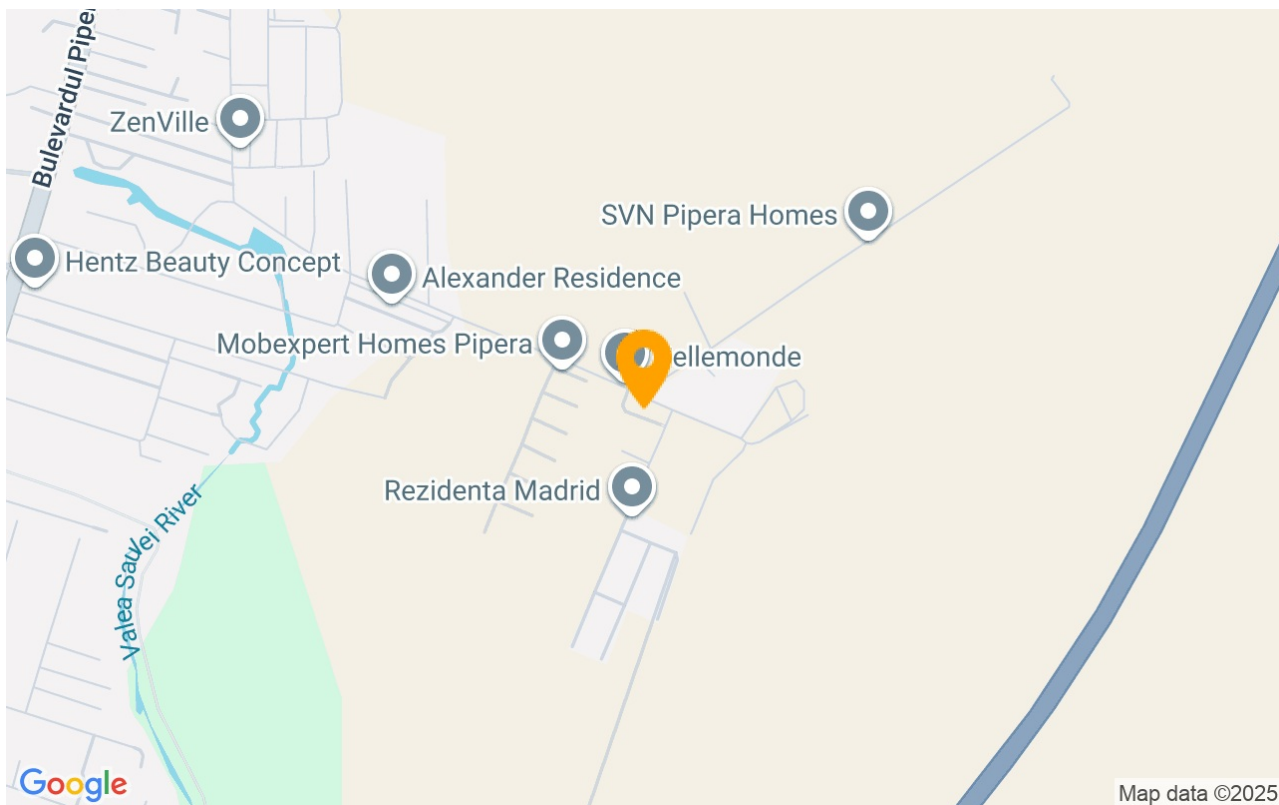 Bulevardul Pipe
ZenVille
SVN Pipera Homes
Hentz Beauty Concept
Alexander Residence
Mobexpert Homes Pipera
ellemonde
Rezidenta Madrid
Valea Saulei River
Google
Map data ©2025